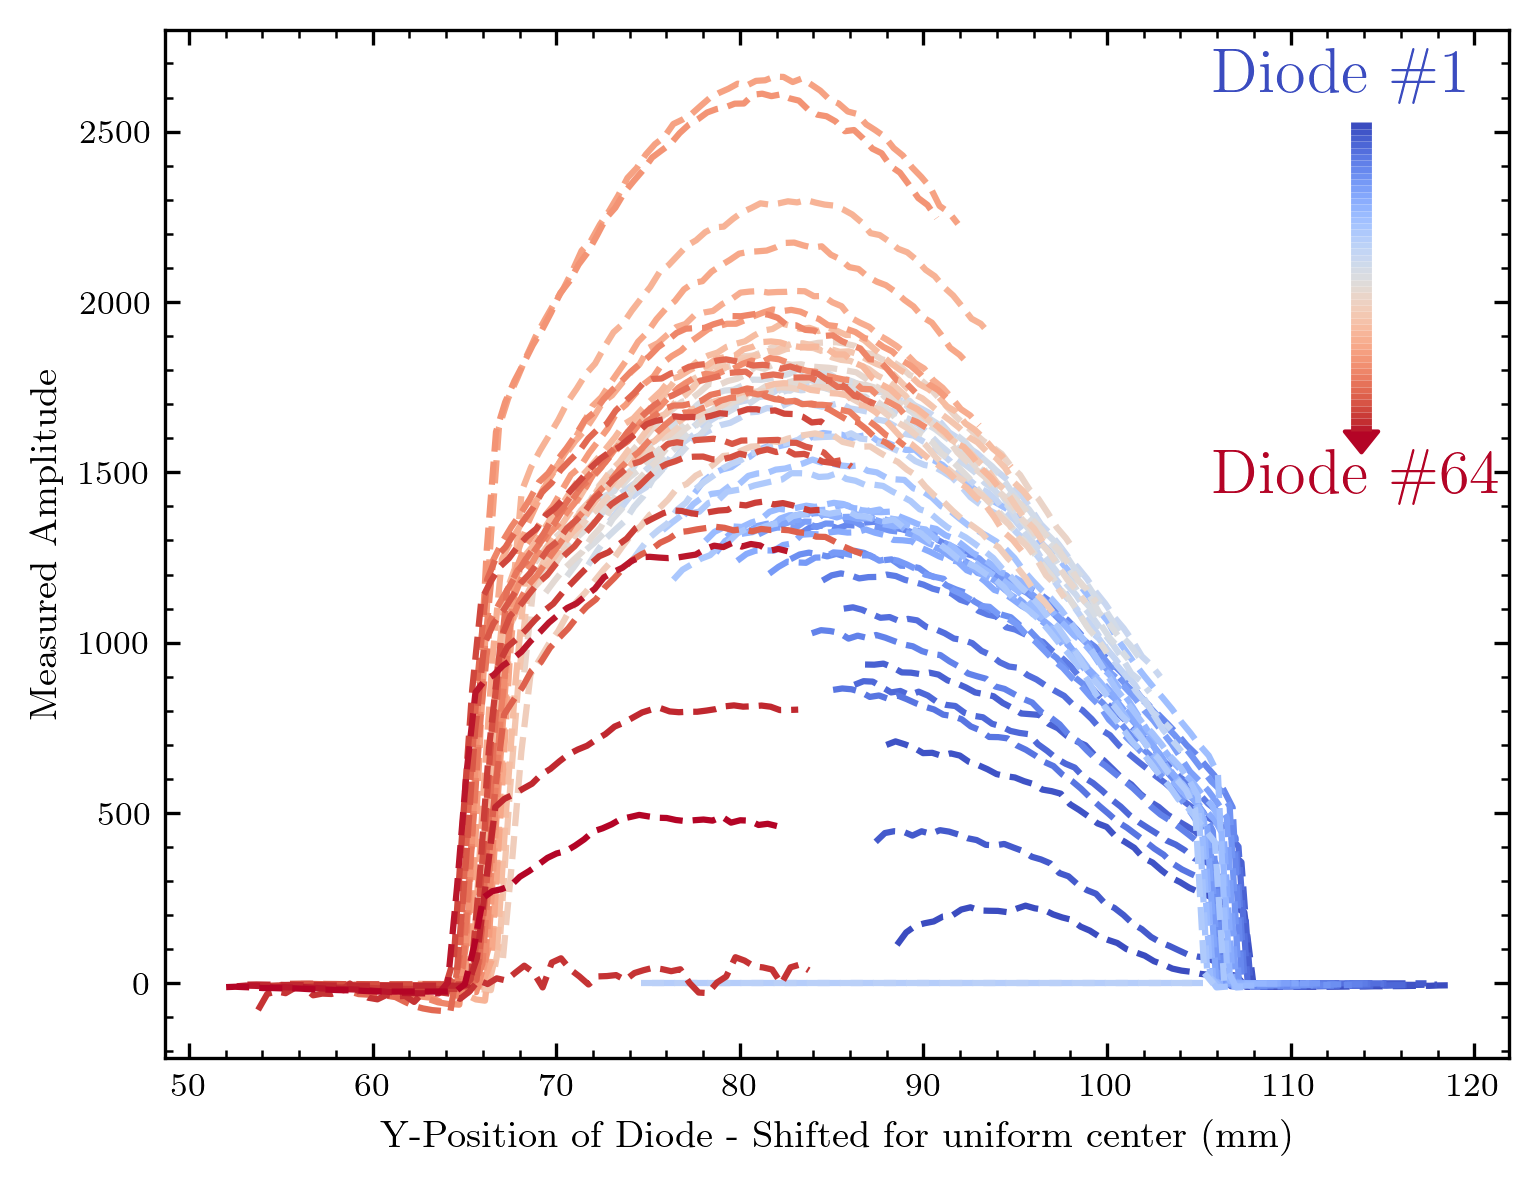 Diode #1
Diode #64
2500
2000
1500
1000
500
0
Measured Amplitude
50 60 70 80 90 100 110 120
Y-Position of Diode - Shifted for uniform center (mm)